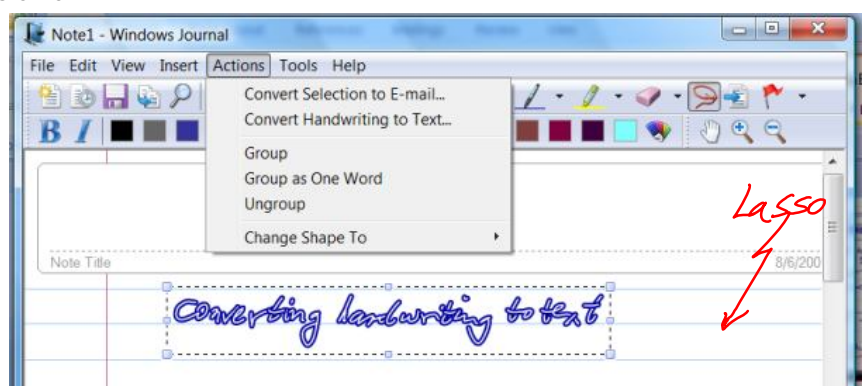 Note1 - Windows Journal
File Edit View Insert Actions Tools Help
Convert Selection to E-mail...
Convert Handwriting to Text...
B I
Group
Group as One Word
Ungroup
Change Shape To
Lasso
Note Title
8/6/200
Converting handwriting to text